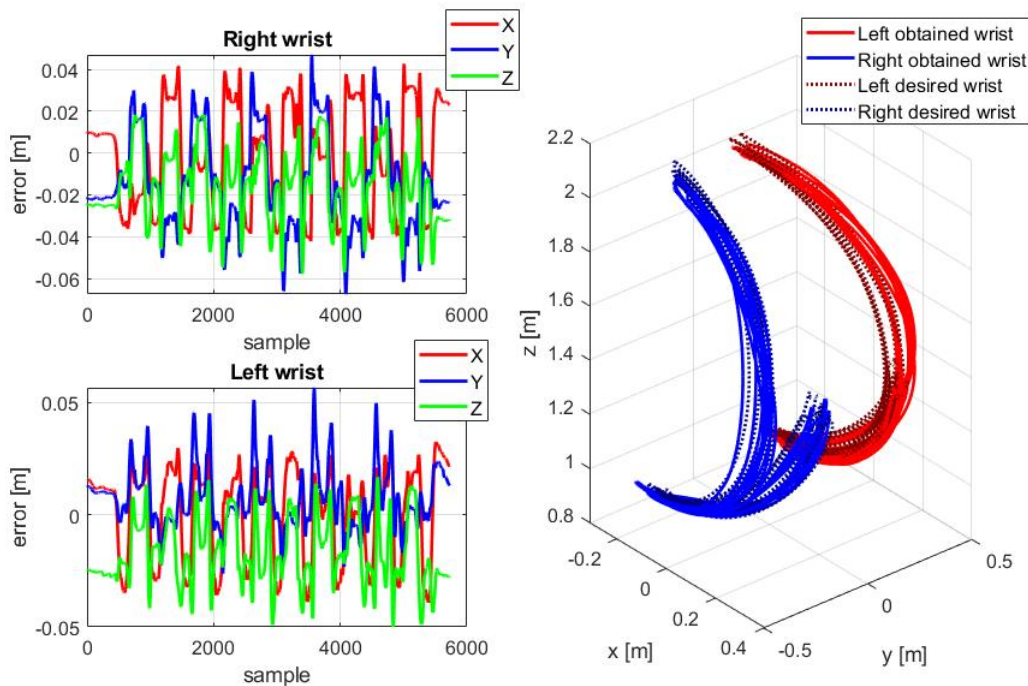 Right wrist
X
Y
Z
error [m]
0.04
0.02
0
-0.02
-0.04
-0.06
0
2000
4000
6000
sample
Left wrist
X
Y
Z
error [m]
0.05
0
-0.05
0
2000
4000
6000
sample
Left obtained wrist
Right obtained wrist
Left desired wrist
Right desired wrist
z [m]
2.2
2
1.8
1.6
1.4
1.2
1
0.8
-0.2
0
0.2
0.4
x [m]
-0.5
0
0.5
y [m]